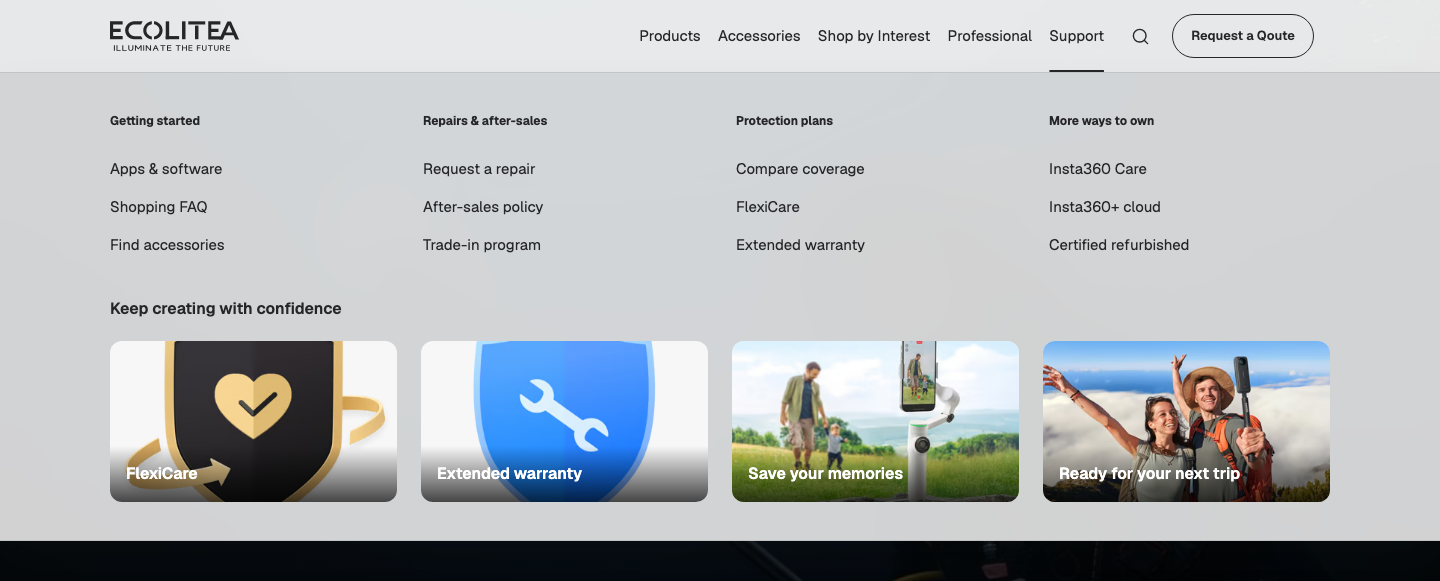 ECOLITEA
ILLUMINATE THE FUTURE
Products Accessories Shop by Interest Professional Support Request a Qoute
Getting started
Apps & software
Shopping FAQ
Find accessories
Repairs & after-sales
Request a repair
After-sales policy
Trade-in program
Protection plans
Compare coverage
FlexiCare
Extended warranty
More ways to own
Insta360 Care
Insta360+ cloud
Certified refurbished
Keep creating with confidence
FlexiCare
Extended warranty
Save your memories
Ready for your next trip